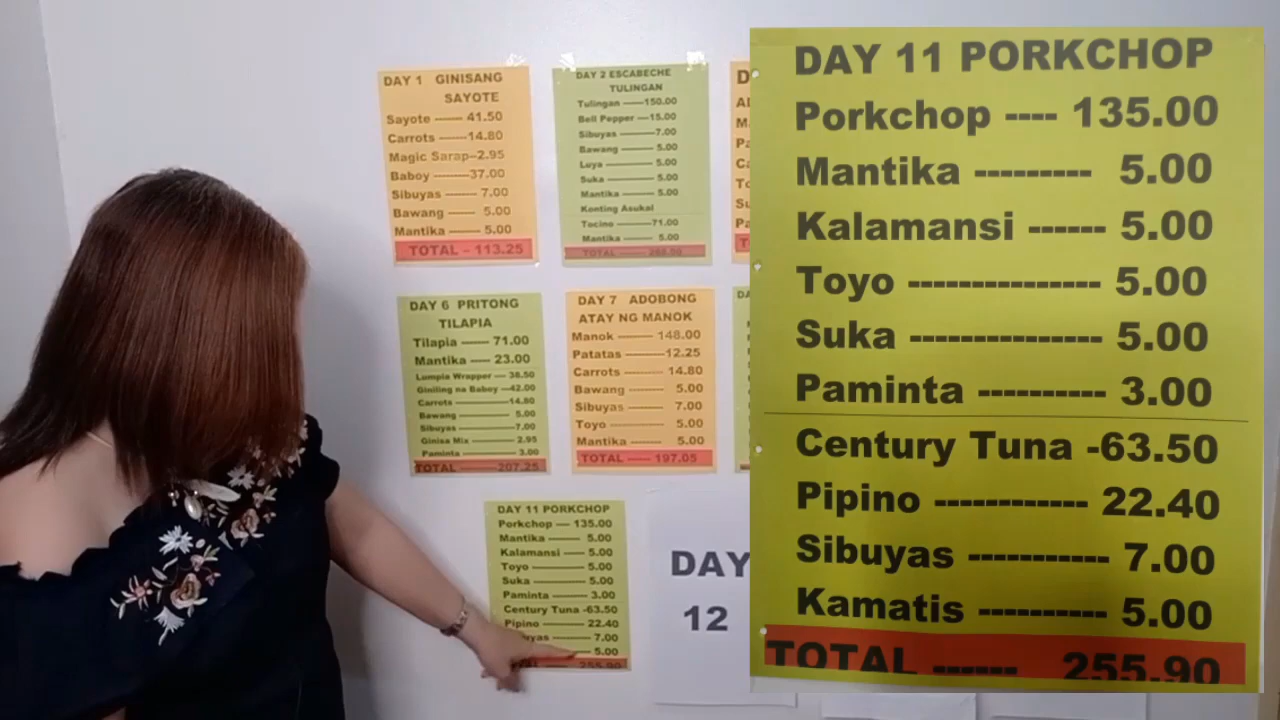 DAY 1 GINISANG
SAYOTE
Sayote ------ 41.50
Carrots ------14.80
Magic Sarap--2.95
Baboy --------37.00
Sibuyas ------ 7.00
Bawang ----- 5.00
Mantika ---- 5.00
TOTAL - 113.25
DAY 2 ESCABECHE
TULINGAN
Tulingan -----150.00
Bell Pepper ---15.00
Sibuyas --------7.00
Bawang ------- 5.00
Luya ---------- 5.00
Suka ---------- 5.00
Mantika ------- 5.00
Konting Asukal
Tocino --------71.00
Mantika ------- 5.00
TOTAL
DAY 6 PRITONG
TILAPIA
Tilapia ------ 71.00
Mantika ---- 23.00
Lumpia Wrapper --- 38.50
Giniling na Baboy ---42.00
Carrots ------------14.80
Bawang ------------ 5.00
Sibuyas ------------7.00
Ginisa Mix ------- 2.95
Paminta ---------- 3.00
TOTAL ------ 207.25
DAY 7 ADOBONG
ATAY NG MANOK
Manok --------- 148.00
Patatas ---------12.25
Carrots -------- 14.80
Bawang --------- 5.00
Sibuyas -------- 7.00
Toyo ----------- 5.00
Mantika -------- 5.00
TOTAL ----- 197.05
DAY 11 PORKCHOP
Porkchop ---- 135.00
Mantika --------- 5.00
Kalamansi ------ 5.00
Toyo --------------- 5.00
Suka --------------- 5.00
Paminta ---------- 3.00
Century Tuna -63.50
Pipino ------------ 22.40
yas ----------- 7.00
5.00
255.90
DAY
12
DAY 11 PORKCHOP
Porkchop ---- 135.00
Mantika --------- 5.00
Kalamansi ------ 5.00
Toyo --------------- 5.00
Suka --------------- 5.00
Paminta ---------- 3.00
Century Tuna -63.50
Pipino ------------ 22.40
Sibuyas ----------- 7.00
Kamatis ---------- 5.00
TOTAL ------ 255.90